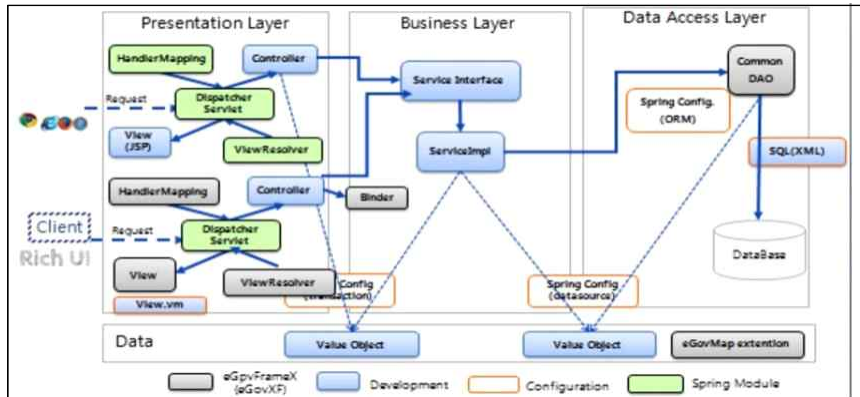 Presentation Layer
Business Layer
Data Access Layer
HandlerMapping
Controller
Request
Dispatcher
Servlet
View
(JSP)
ViewResolver
Service Interface
ServiceImpl
Common
DAO
Spring Config.
(ORM)
SQL(XML)
DataBase
HandlerMapping
Controller
Binder
Client
Rich UI
Request
Dispatcher
Servlet
View
ViewResolver
View.vm
Config
(transaction)
Spring Config
(datasource)
Data
Value Object
Value Object
eGovMap extention
eGpvFrameX
(eGovXF)
Development
Configuration
Spring Module